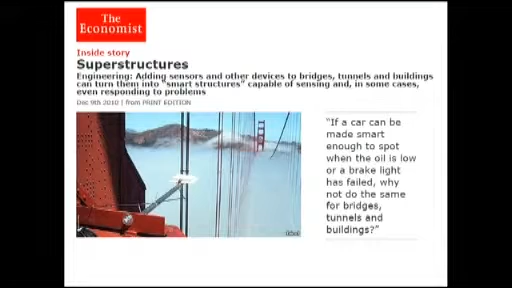 The
Economist
Inside story
Superstructures
Engineering: Adding sensors and other devices to bridges, tunnels and buildings
can turn them into "smart structures" capable of sensing and, in some cases,
even responding to problems
Dec 9th 2010 | from PRINT EDITION
"If a car can be
made smart
enough to spot
when the oil is low
or a brake light
has failed, why
not do the same
for bridges,
tunnels and
buildings?"